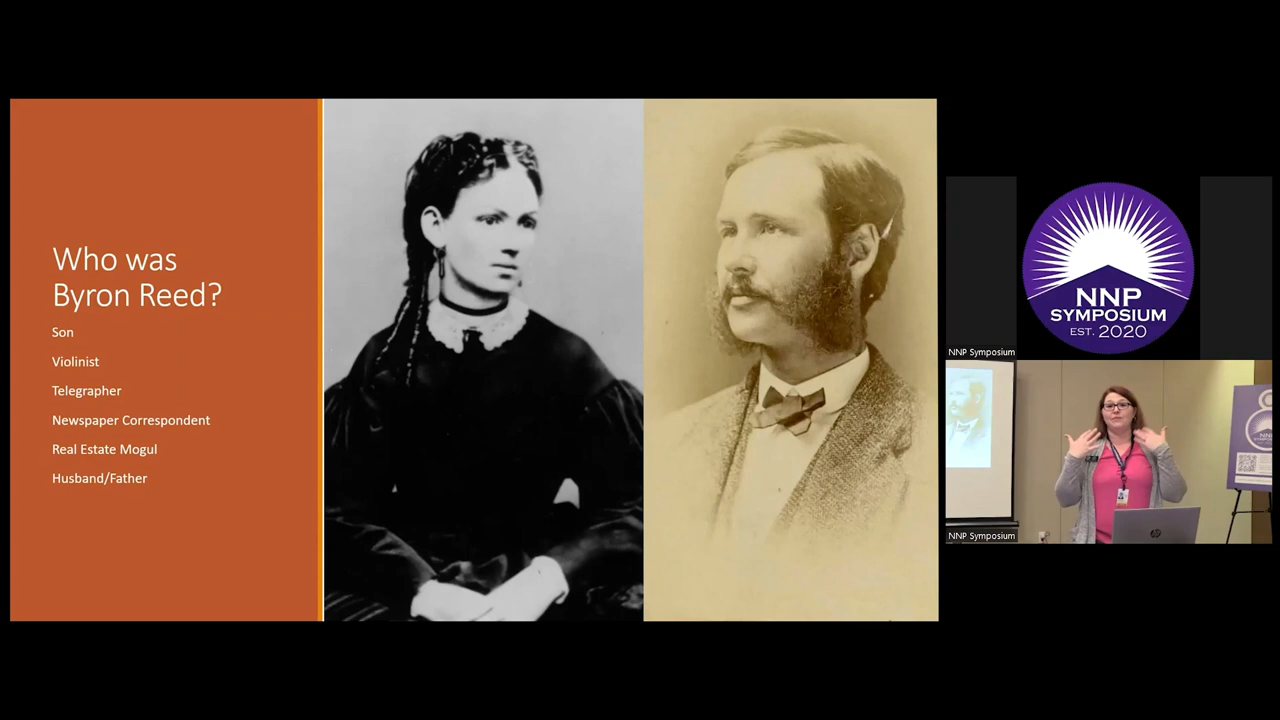 Who was
Byron Reed?
Son
Violinist
Telegrapher
Newspaper Correspondent
Real Estate Mogul
Husband/Father
NNP
SYMPOSIUM
EST. 2020
NNP Symposium
NNP Symposium
hp